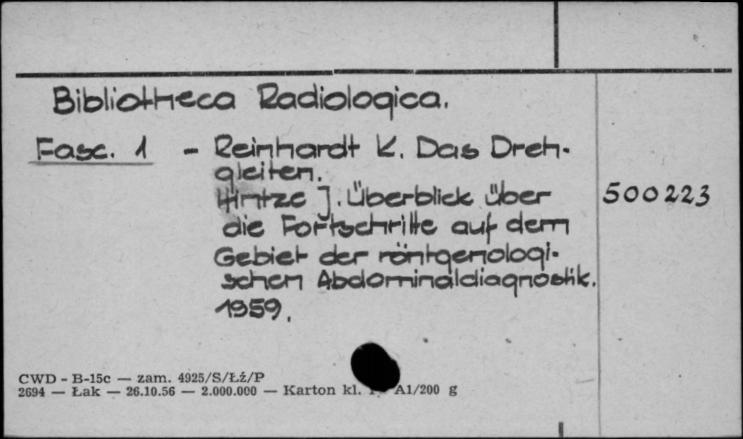 Bibliotheca Radiologica.
Fasc. 1 - Reinhardt K. Das Dreh-
gleiten.
Hintze J. Überblick über
500223
die Fortschritte auf dem
Gebiet der röntgenologi-
schen Abdominaldiagnostik.
1959.
CWD - B-15c — zam. 4925/S/Łż/P
2694 — Łak — 26.10.56 — 2.000.000 — Karton kl. A1/200 g